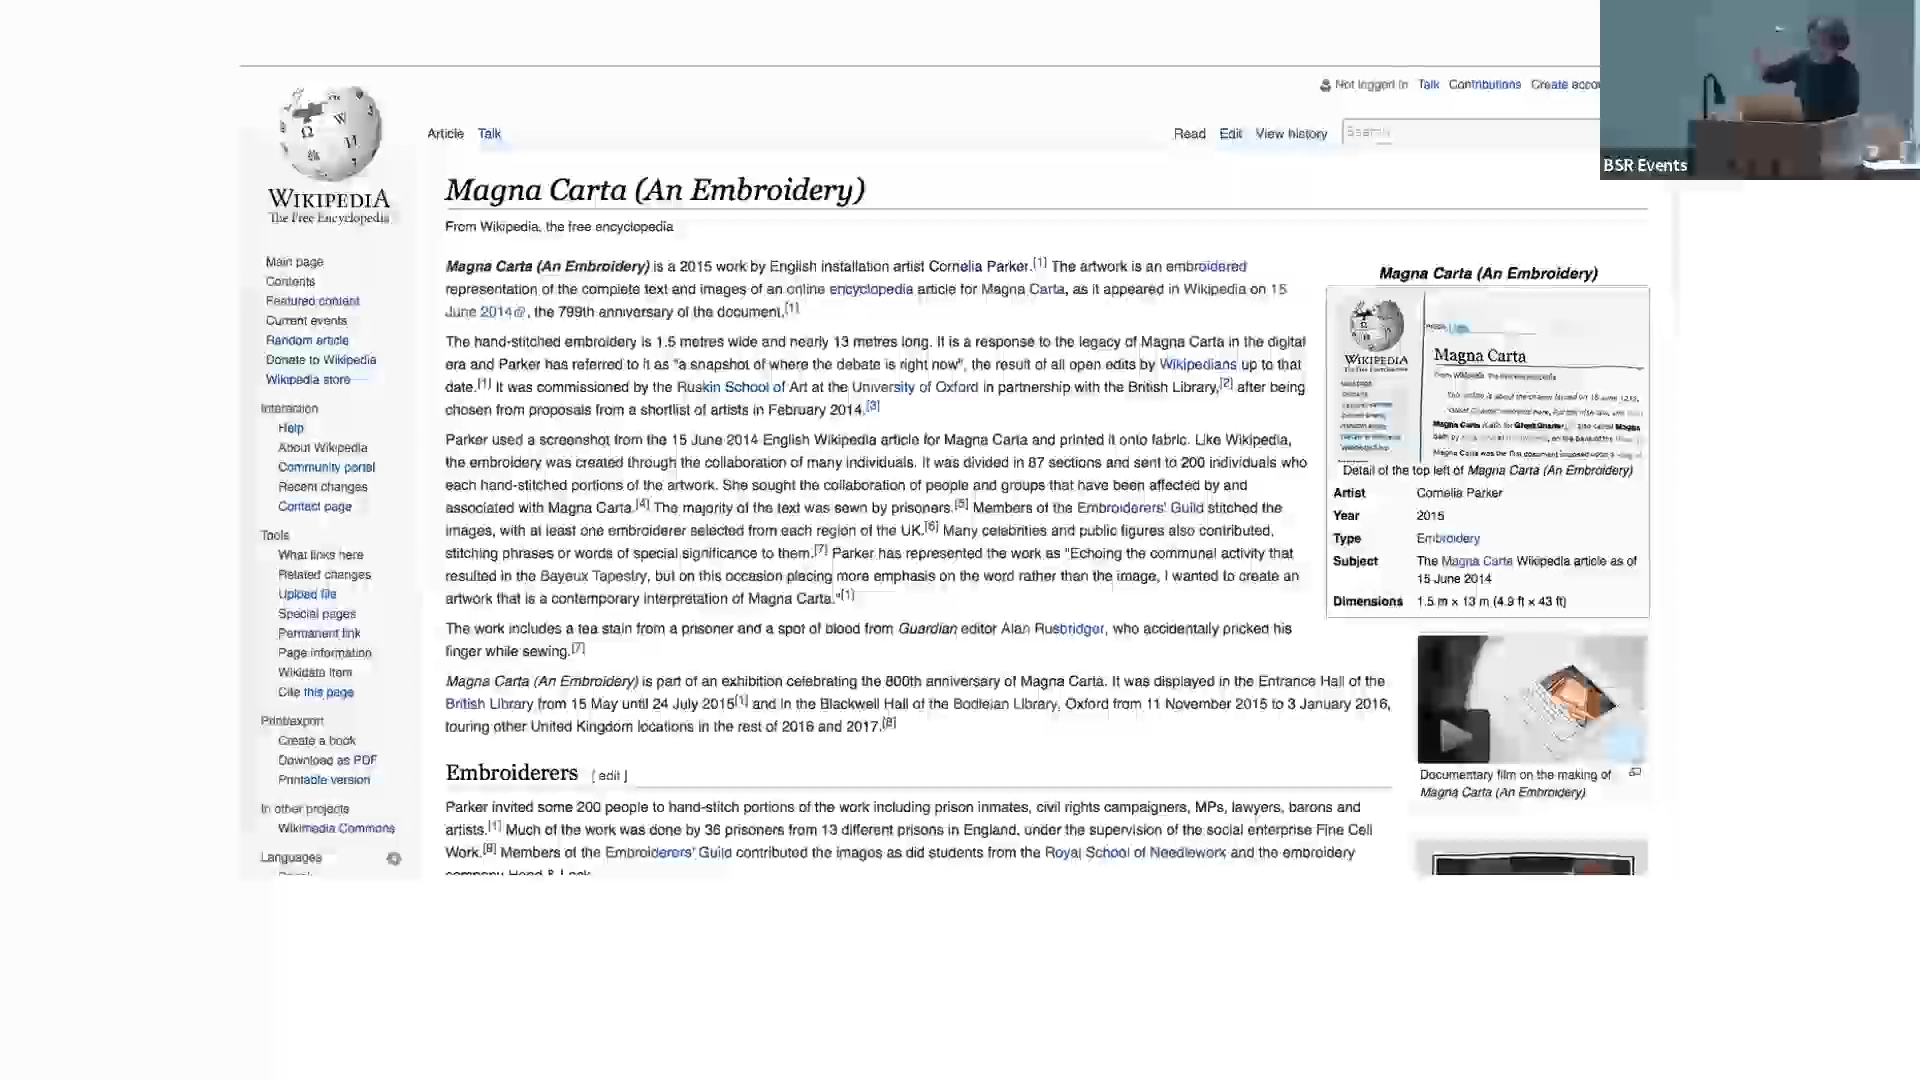 Not logged in Talk Contributions Create accou
BSR Events
Article Talk
Read Edit View history
Search
WIKIPEDIA
The Free Encyclopedia
Main page
Contents
Featured content
Current events
Random article
Donate to Wikipedia
Wikipedia store
Interaction
Help
About Wikipedia
Community portal
Recent changes
Contact page
Tools
What links here
Related changes
Upload file
Special pages
Permanent link
Page information
Wikidata item
Cite this page
Print/export
Create a book
Download as PDF
Printable version
In other projects
Wikimedia Commons
Languages
Magna Carta (An Embroidery)
From Wikipedia, the free encyclopedia
Magna Carta (An Embroidery) is a 2015 work by English installation artist Cornelia Parker.[1] The artwork is an embroidered
representation of the complete text and images of an online encyclopedia article for Magna Carta, as it appeared in Wikipedia on 15
June 2014, the 799th anniversary of the document.[1]
The hand-stitched embroidery is 1.5 metres wide and nearly 13 metres long. It is a response to the legacy of Magna Carta in the digital
era and Parker has referred to it as "a snapshot of where the debate is right now", the result of all open edits by Wikipedians up to that
date.[1] It was commissioned by the Ruskin School of Art at the University of Oxford in partnership with the British Library,[2] after being
chosen from proposals from a shortlist of artists in February 2014.[3]
Parker used a screenshot from the 15 June 2014 English Wikipedia article for Magna Carta and printed it onto fabric. Like Wikipedia,
the embroidery was created through the collaboration of many individuals. It was divided in 87 sections and sent to 200 individuals who
each hand-stitched portions of the artwork. She sought the collaboration of people and groups that have been affected by and
associated with Magna Carta.[4] The majority of the text was sewn by prisoners.[5] Members of the Embroiderers' Guild stitched the
images, with at least one embroiderer selected from each region of the UK.[6] Many celebrities and public figures also contributed,
stitching phrases or words of special significance to them.[7] Parker has represented the work as "Echoing the communal activity that
resulted in the Bayeux Tapestry, but on this occasion placing more emphasis on the word rather than the image, I wanted to create an
artwork that is a contemporary interpretation of Magna Carta."[1]
The work includes a tea stain from a prisoner and a spot of blood from Guardian editor Alan Rusbridger, who accidentally pricked his
finger while sewing.[7]
Magna Carta (An Embroidery) is part of an exhibition celebrating the 800th anniversary of Magna Carta. It was displayed in the Entrance Hall of the
British Library from 15 May until 24 July 2015[1] and in the Blackwell Hall of the Bodleian Library, Oxford from 11 November 2015 to 3 January 2016,
touring other United Kingdom locations in the rest of 2016 and 2017.[8]
Embroiderers [edit]
Parker invited some 200 people to hand-stitch portions of the work including prison inmates, civil rights campaigners, MPs, lawyers, barons and
artists.[1] Much of the work was done by 36 prisoners from 13 different prisons in England, under the supervision of the social enterprise Fine Cell
Work.[9] Members of the Embroiderers' Guild contributed the images as did students from the Royal School of Needlework and the embroidery
company Hand & Lock
Magna Carta (An Embroidery)
WIKIPEDIA
Magna Carta
Detail of the top left of Magna Carta (An Embroidery)
Artist Cornelia Parker
Year 2015
Type Embroidery
Subject The Magna Carta Wikipedia article as of
15 June 2014
Dimensions 1.5 m × 13 m (4.9 ft × 43 ft)
Documentary film on the making of
Magna Carta (An Embroidery)